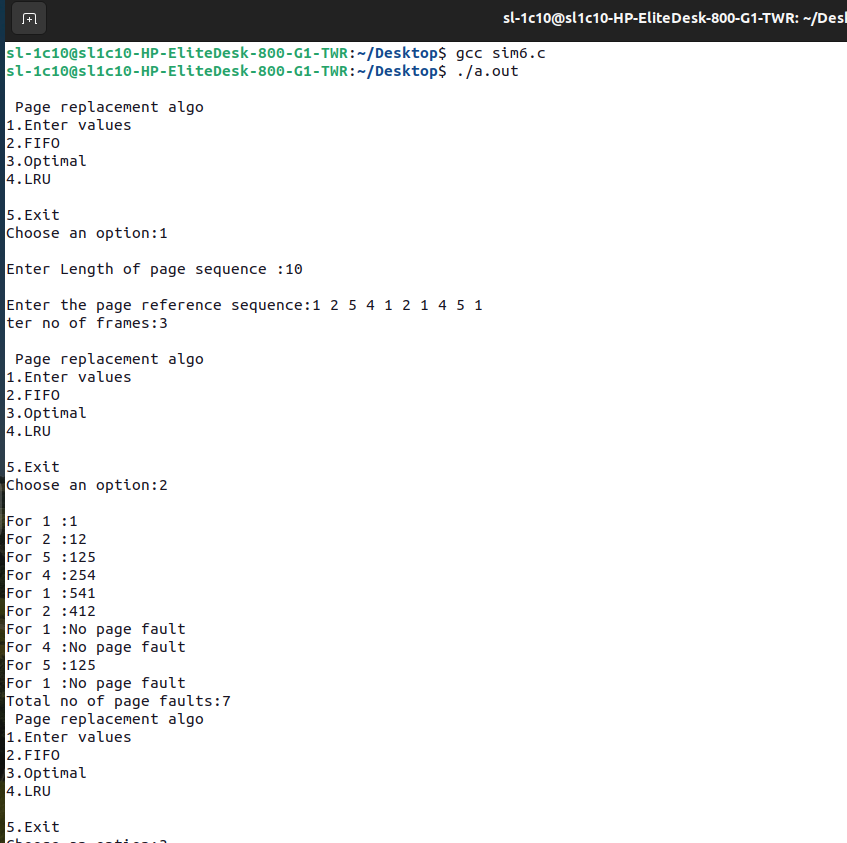 sl-1c10@sl1c10-HP-EliteDesk-800-G1-TWR: ~/Des
sl-1c10@sl1c10-HP-EliteDesk-800-G1-TWR:~/Desktop$ gcc sim6.c
sl-1c10@sl1c10-HP-EliteDesk-800-G1-TWR:~/Desktop$ ./a.out
Page replacement algo
1.Enter values
2.FIFO
3.Optimal
4.LRU
5.Exit
Choose an option:1
Enter Length of page sequence :10
Enter the page reference sequence:1 2 5 4 1 2 1 4 5 1
ter no of frames:3
Page replacement algo
1.Enter values
2.FIFO
3.Optimal
4.LRU
5.Exit
Choose an option:2
For 1 :1
For 2 :12
For 5 :125
For 4 :254
For 1 :541
For 2 :412
For 1 :No page fault
For 4 :No page fault
For 5 :125
For 1 :No page fault
Total no of page faults:7
Page replacement algo
1.Enter values
2.FIFO
3.Optimal
4.LRU
5.Exit